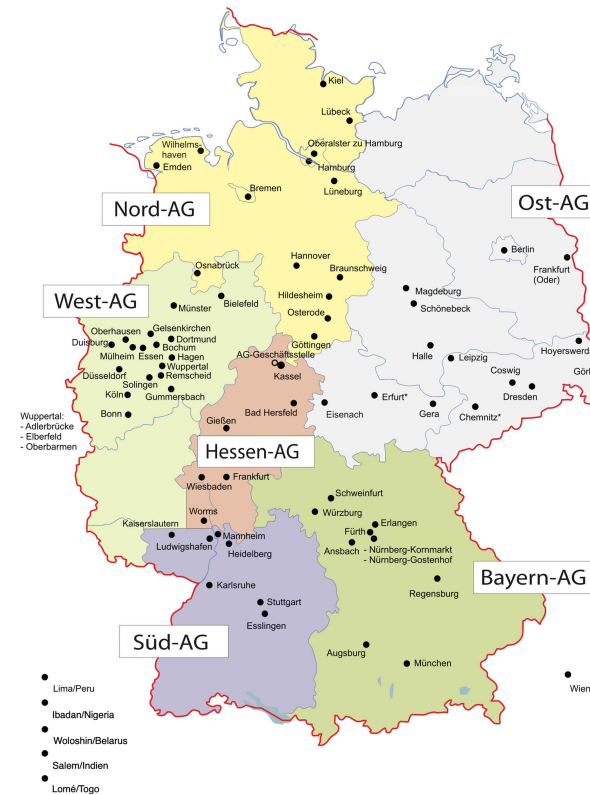 Kiel
Lübeck
Oberalster zu Hamburg
Wilhelms-
haven
Hamburg
Emden
Lüneburg
Bremen
Nord-AG
Ost-AG
Berlin
Osnabrück
Hannover
Braunschweig
Frankfurt
(Oder)
West-AG
Bielefeld
Hildesheim
Magdeburg
Münster
Osterode
Schönebeck
Oberhausen
Gelsenkirchen
Duisburg
Dortmund
Bochum
Göttingen
Mülheim
Essen
Hagen
AG-Geschäftsstelle
Halle
Leipzig
Hoyerswerd
Wuppertal
Düsseldorf
Remscheid
Kassel
Coswig
Görl
Solingen
Köln
Gummersbach
Dresden
Bonn
Bad Hersfeld
Eisenach
Erfurt*
Gera
Chemnitz*
Wuppertal:
- Adlerbrücke
- Elberfeld
- Oberbarmen
Gießen
Hessen-AG
Wiesbaden
Frankfurt
Schweinfurt
Worms
Würzburg
Kaiserslautern
Erlangen
Mannheim
Fürth
Ludwigshafen
Heidelberg
Ansbach
- Nürnberg-Kornmarkt
- Nürnberg-Gostenhof
Bayern-AG
Karlsruhe
Regensburg
Stuttgart
Esslingen
Süd-AG
Augsburg
München
Lima/Peru
Wien
Ibadan/Nigeria
Woloshin/Belarus
Salem/Indien
Lomé/Togo